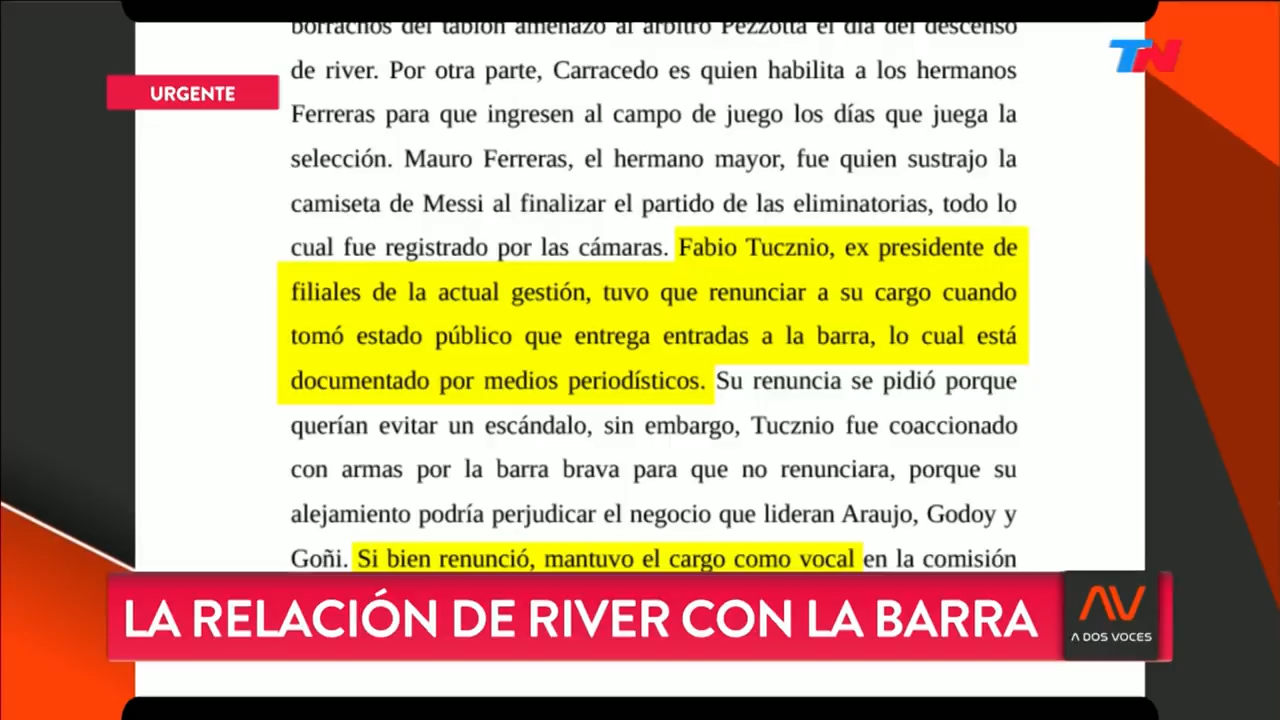 borrachos del tablón amenazó al árbitro Pezzotta el día del descenso
TN
de river. Por otra parte, Carracedo es quien habilita a los hermanos
URGENTE
Ferreras para que ingresen al campo de juego los días que juega la
selección. Mauro Ferreras, el hermano mayor, fue quien sustrajo la
camiseta de Messi al finalizar el partido de las eliminatorias, todo lo
cual fue registrado por las cámaras. Fabio Tucznio, ex presidente de
filiales de la actual gestión, tuvo que renunciar a su cargo cuando
tomó estado público que entrega entradas a la barra, lo cual está
documentado por medios periodísticos. Su renuncia se pidió porque
querían evitar un escándalo, sin embargo, Tucznio fue coaccionado
con armas por la barra brava para que no renunciara, porque su
alejamiento podría perjudicar el negocio que lideran Araujo, Godoy y
Goñi. Si bien renunció, mantuvo el cargo como vocal en la comisión
LA RELACIÓN DE RIVER CON LA BARRA
AV
A DOS VOCES